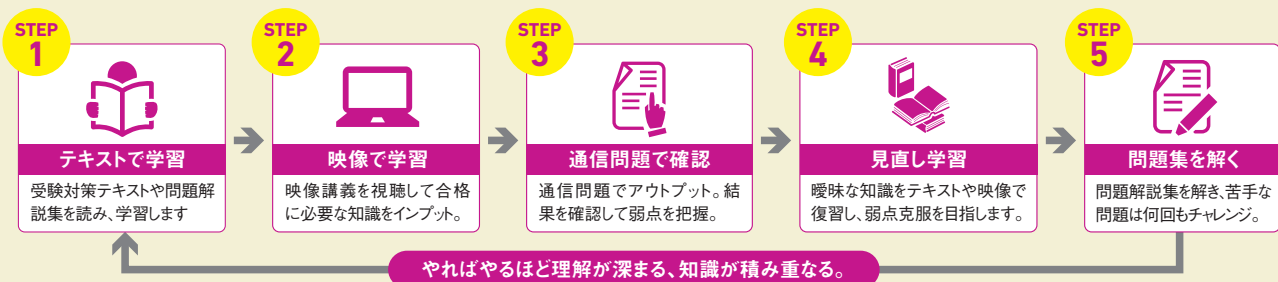 STEP
1
テキストで学習
受験対策テキストや問題解
説集を読み、学習します
STEP
2
映像で学習
映像講義を視聴して合格
に必要な知識をインプット。
STEP
3
通信問題で確認
通信問題でアウトプット。結
果を確認して弱点を把握。
STEP
4
見直し学習
曖昧な知識をテキストや映像で
復習し、弱点克服を目指します。
STEP
5
問題集を解く
問題解説集を解き、苦手な
問題は何回もチャレンジ。
やればやるほど理解が深まる、知識が積み重なる。